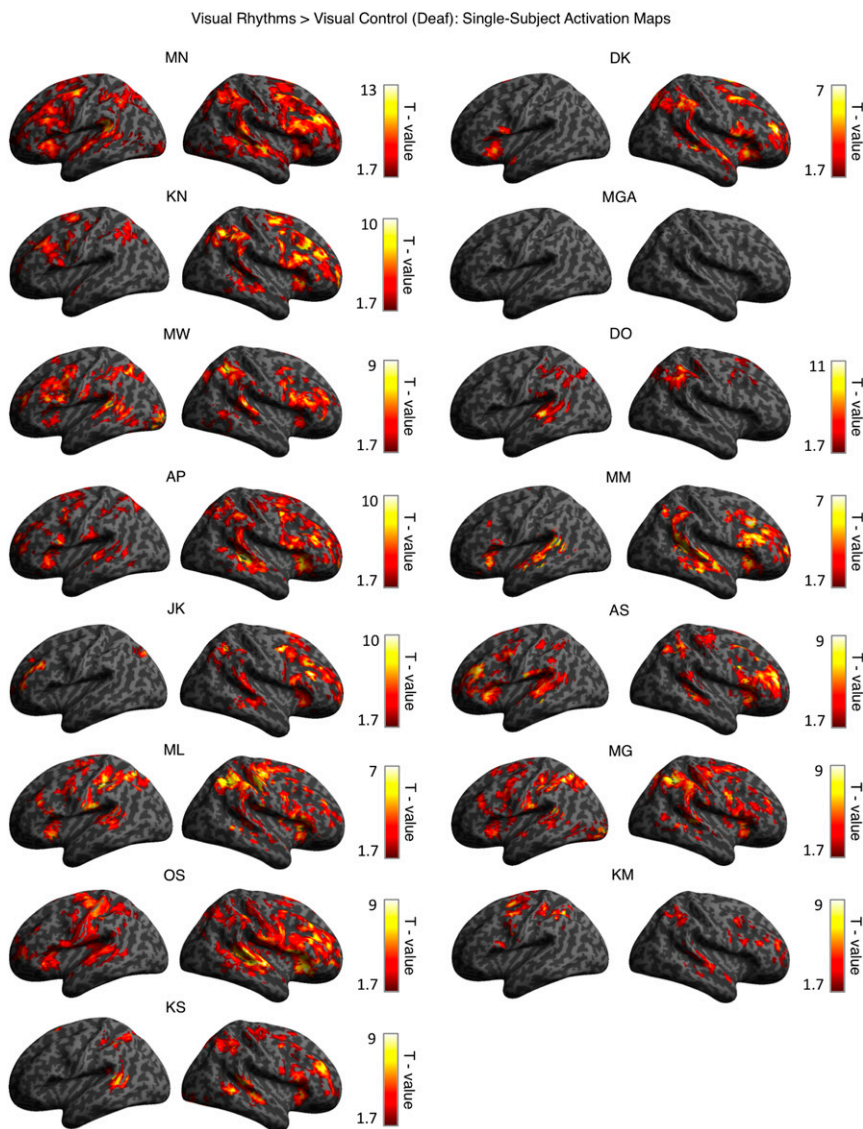 Visual Rhythms > Visual Control (Deaf): Single-Subject Activation Maps
MN
13
T - value
1.7
DK
7
T - value
1.7
KN
10
T - value
1.7
MGA
MW
9
T - value
1.7
DO
11
T - value
1.7
AP
10
T - value
1.7
MM
7
T - value
1.7
JK
10
T - value
1.7
AS
9
T - value
1.7
ML
7
T - value
1.7
MG
9
T - value
1.7
OS
9
T - value
1.7
KM
9
T - value
1.7
KS
9
T - value
1.7